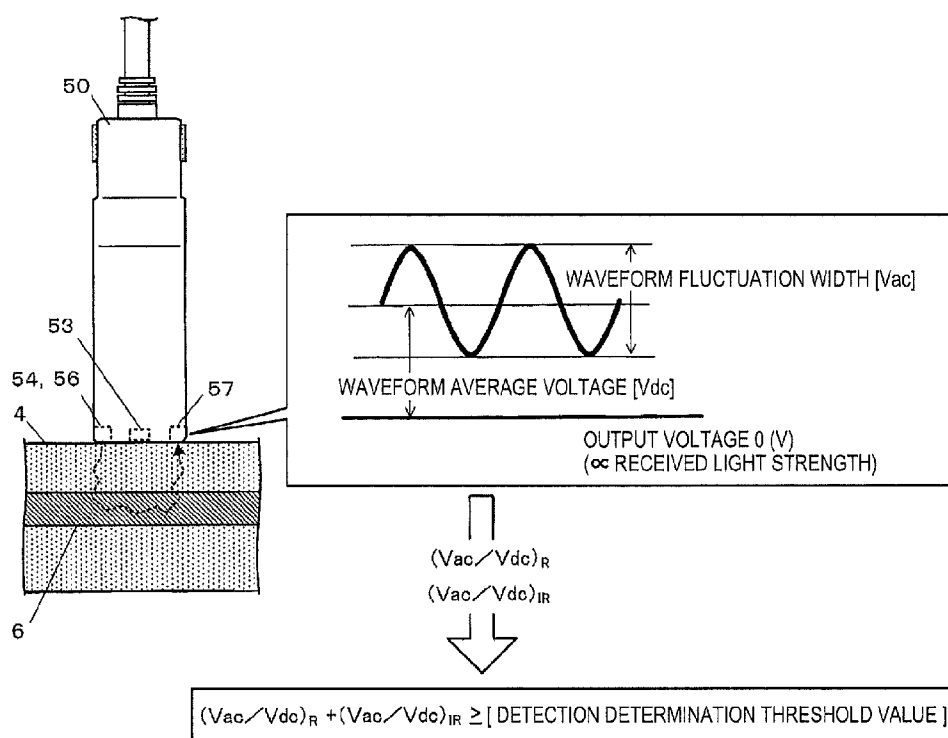 50
53
54, 56
57
4
6
WAVEFORM FLUCTUATION WIDTH [Vac]
WAVEFORM AVERAGE VOLTAGE [Vdc]
OUTPUT VOLTAGE 0 (V)
(∝ RECEIVED LIGHT STRENGTH)
(Vac/Vdc)R
(Vac/Vdc)IR
(Vac/Vdc)R +(Vac/Vdc)IR ≥ [ DETECTION DETERMINATION THRESHOLD VALUE ]